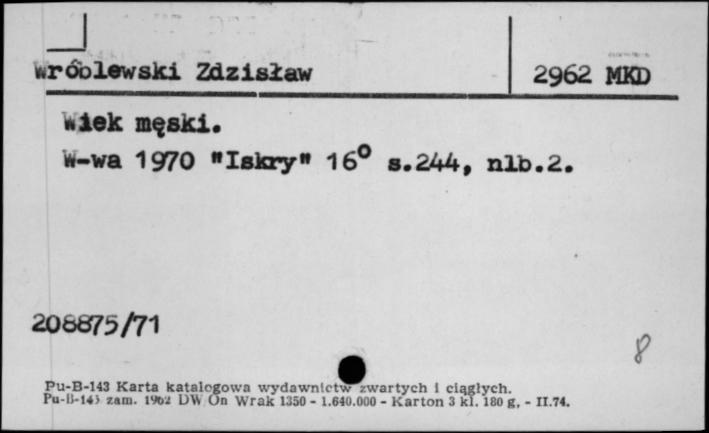 Wróblewski Zdzisław 2962 MKD
Wiek męski.
W-wa 1970 "Iskry" 16° s.244, nlb.2.
208875/71
8
Pu-B-143 Karta katalogowa wydawnictw zwartych i ciągłych.
Pu-B-143 zam. 1962 DW On Wrak 1350 - 1.640.000 - Karton 3 kl. 180 g, - II.74.